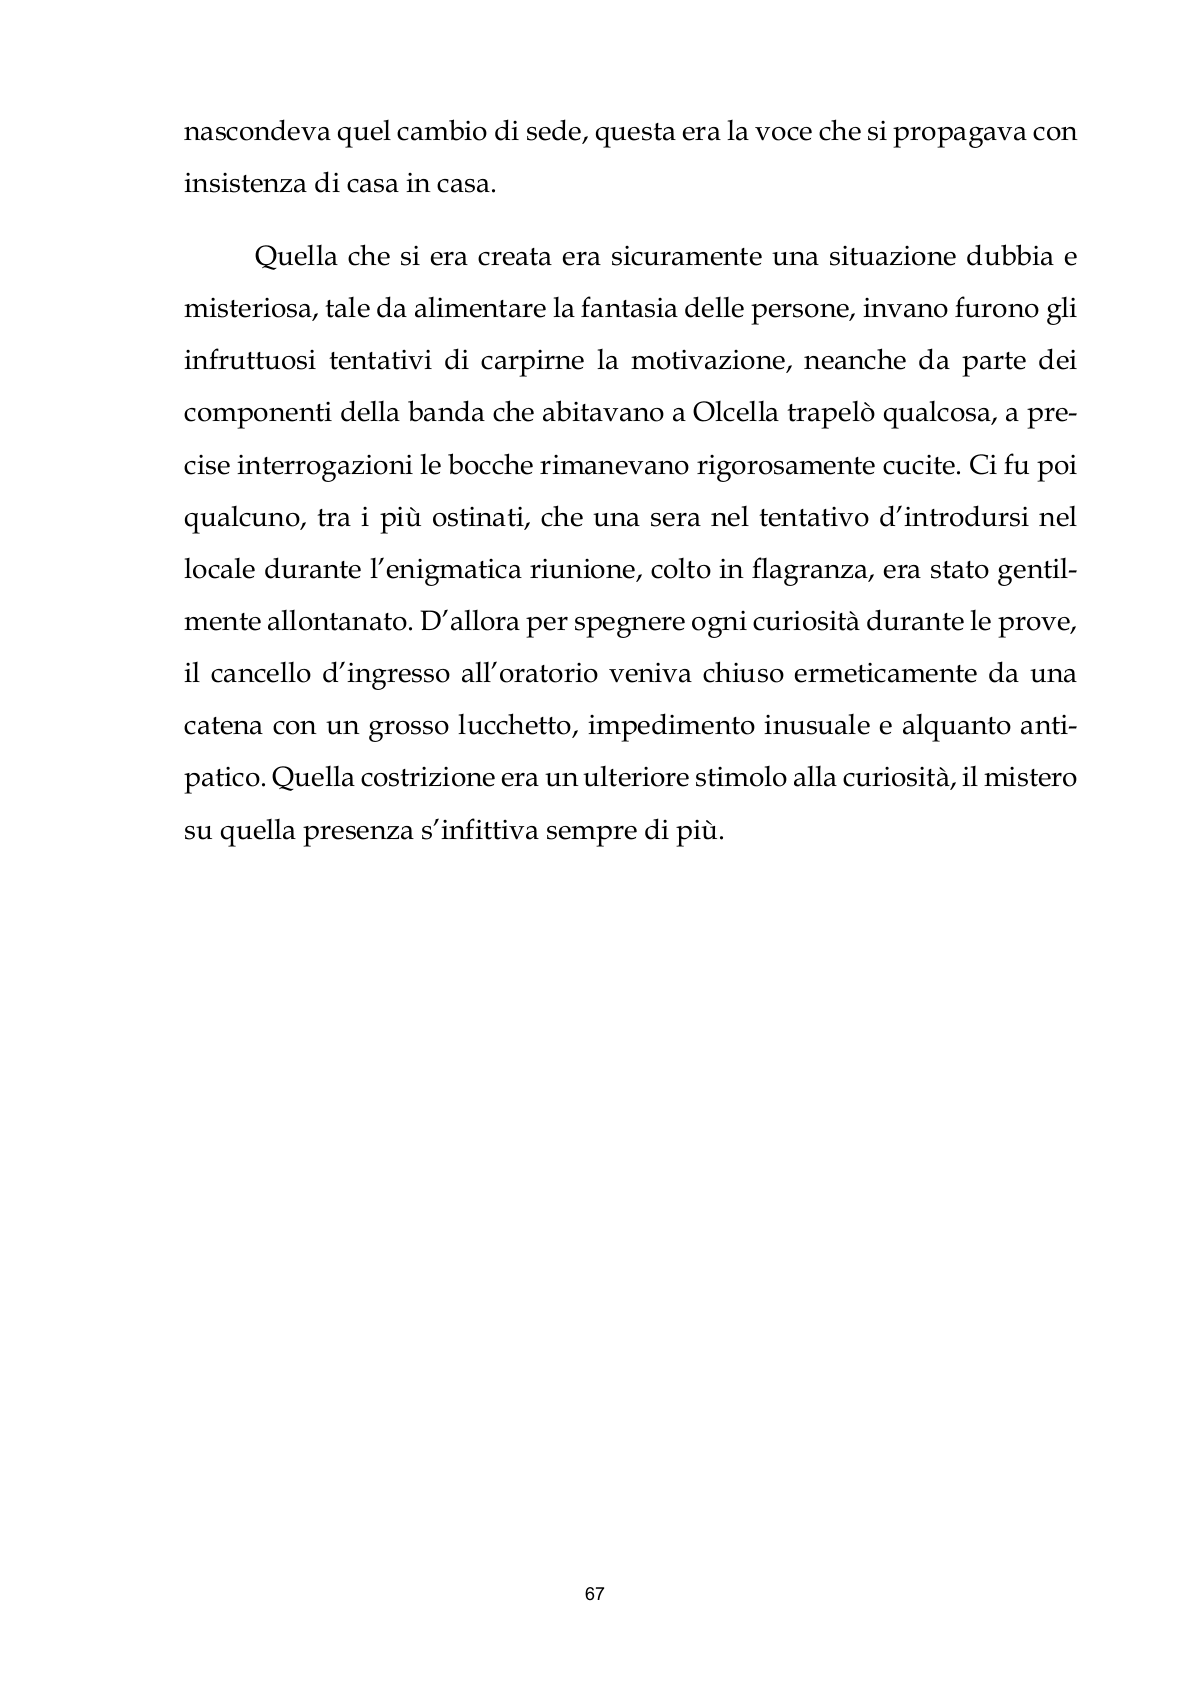 nascondeva quel cambio di sede, questa era la voce che si propagava con
insistenza di casa in casa.
Quella che si era creata era sicuramente una situazione dubbia e
misteriosa, tale da alimentare la fantasia delle persone, invano furono gli
infruttuosi tentativi di carpirne la motivazione, neanche da parte dei
componenti della banda che abitavano a Olcella trapelò qualcosa, a pre-
cise interrogazioni le bocche rimanevano rigorosamente cucite. Ci fu poi
qualcuno, tra i più ostinati, che una sera nel tentativo d’introdursi nel
locale durante l’enigmatica riunione, colto in flagranza, era stato gentil-
mente allontanato. D’allora per spegnere ogni curiosità durante le prove,
il cancello d’ingresso all’oratorio veniva chiuso ermeticamente da una
catena con un grosso lucchetto, impedimento inusuale e alquanto anti-
patico. Quella costrizione era un ulteriore stimolo alla curiosità, il mistero
su quella presenza s’infittiva sempre di più.
67